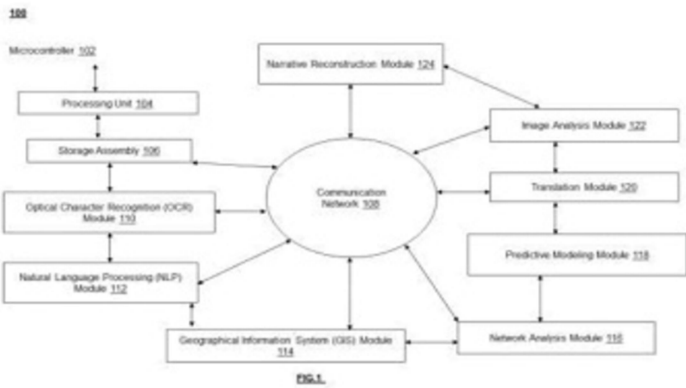 100
Microcontroller 102
Narrative Reconstruction Module 124
Processing Unit 104
Image Analysis Module 122
Storage Assembly 106
Communication
Network 108
Translation Module 120
Optical Character Recognition (OCR)
Module 110
Predictive Modeling Module 118
Natural Language Processing (NLP)
Module 112
Geographical Information System (GIS) Module
114
Network Analysis Module 116
FIG.1